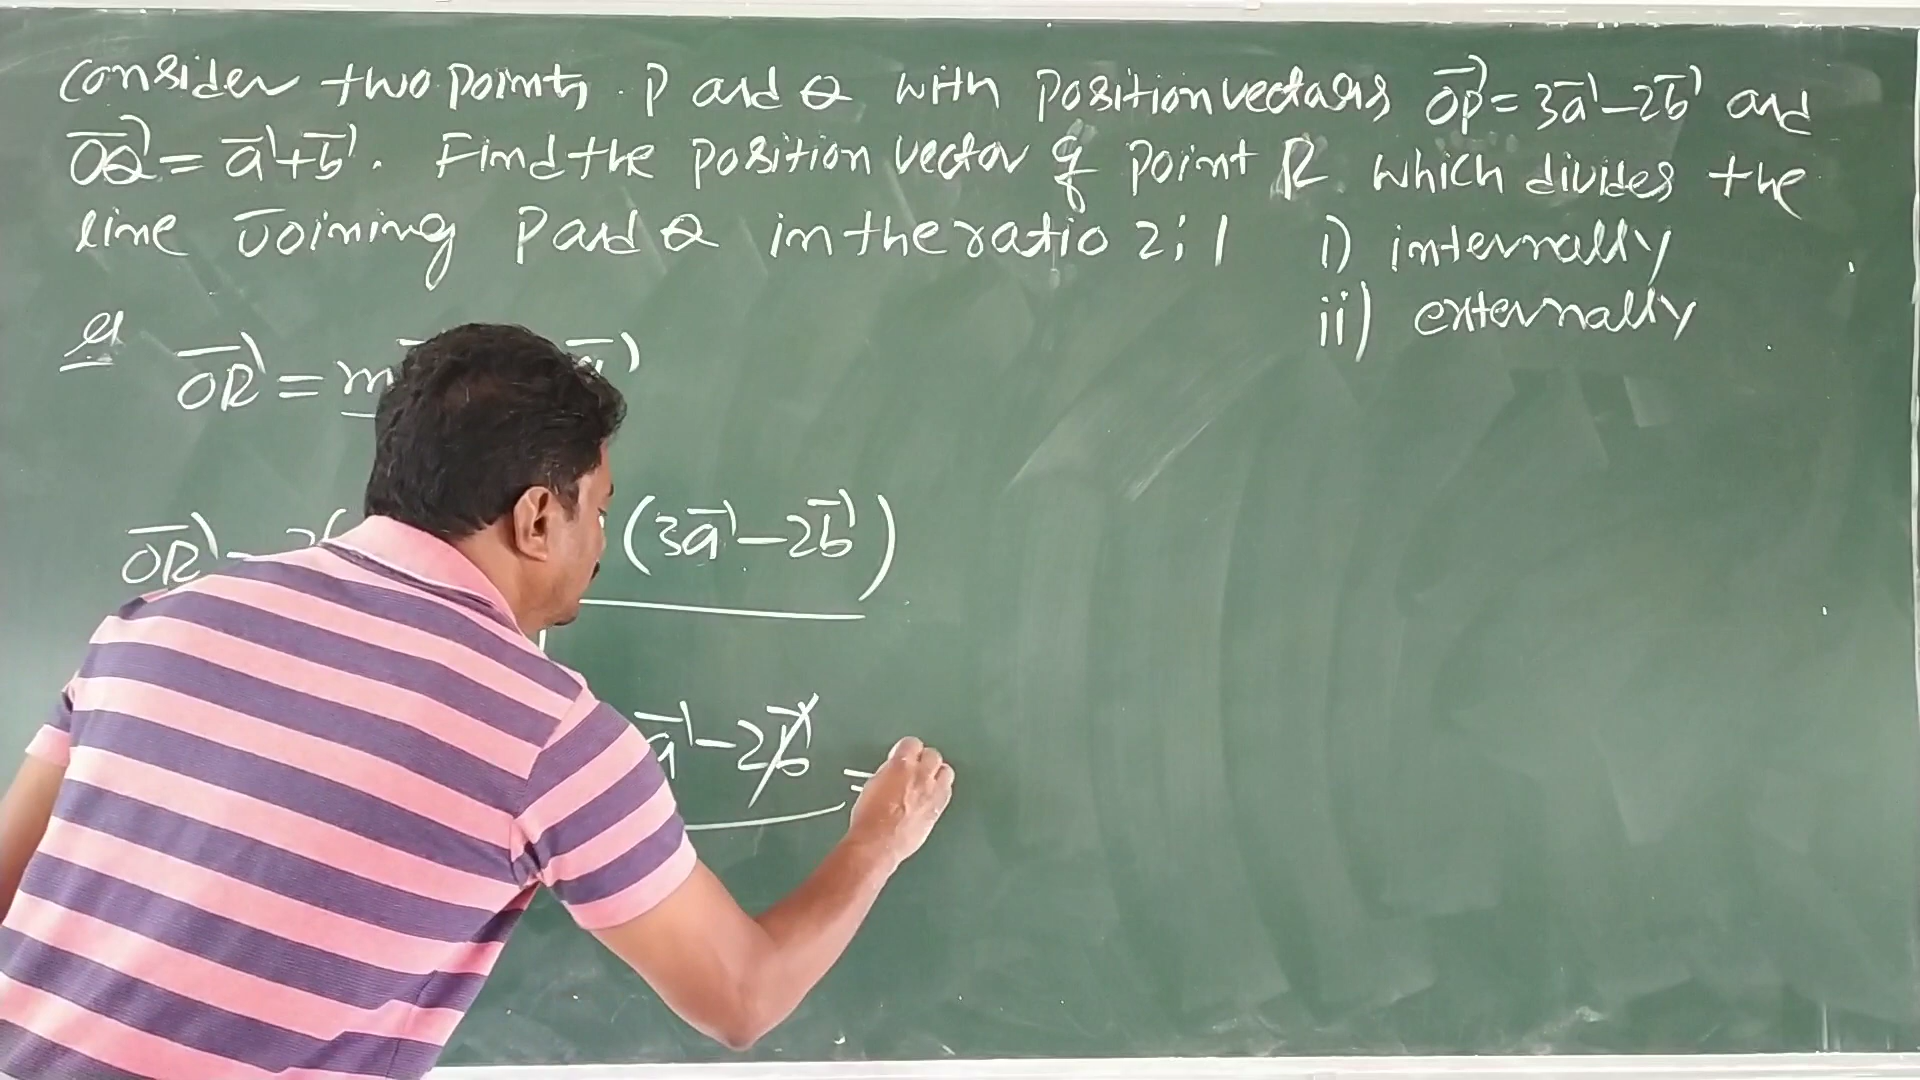 Consider two points P and Q with position vectors OP⃗ = 3a⃗ - 2b⃗ and
OQ⃗ = a⃗ + b⃗. Find the position vector of point R which divides the
line Joining P and Q in the ratio 2:1 i) internally
ii) externally
OR⃗ = m
OR⃗ = 2( (3a⃗ - 2b⃗)
a⃗ - 2b⃗ =